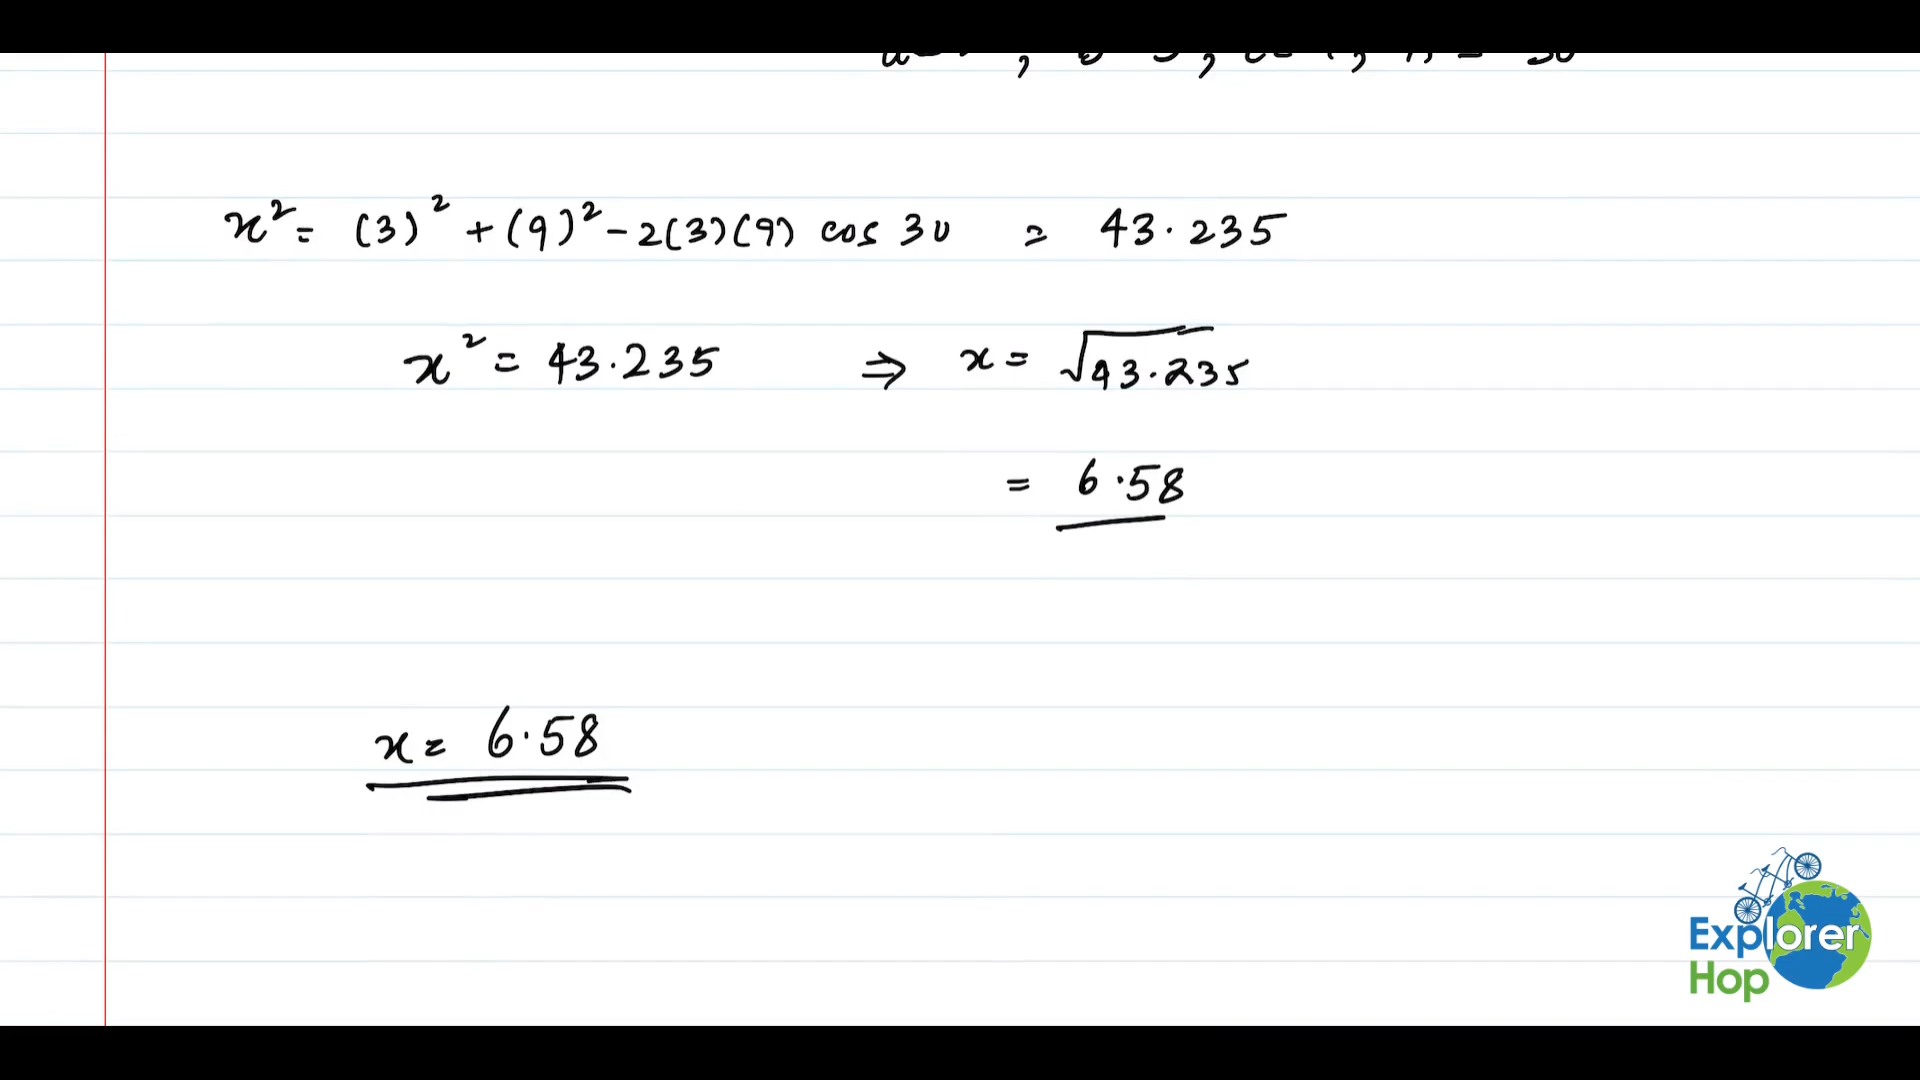 x² = (3)² + (9)² - 2(3)(9) cos 30 = 43.235
x² = 43.235 ⇒ x = √43.235
= 6.58
x = 6.58
Explorer
Hop